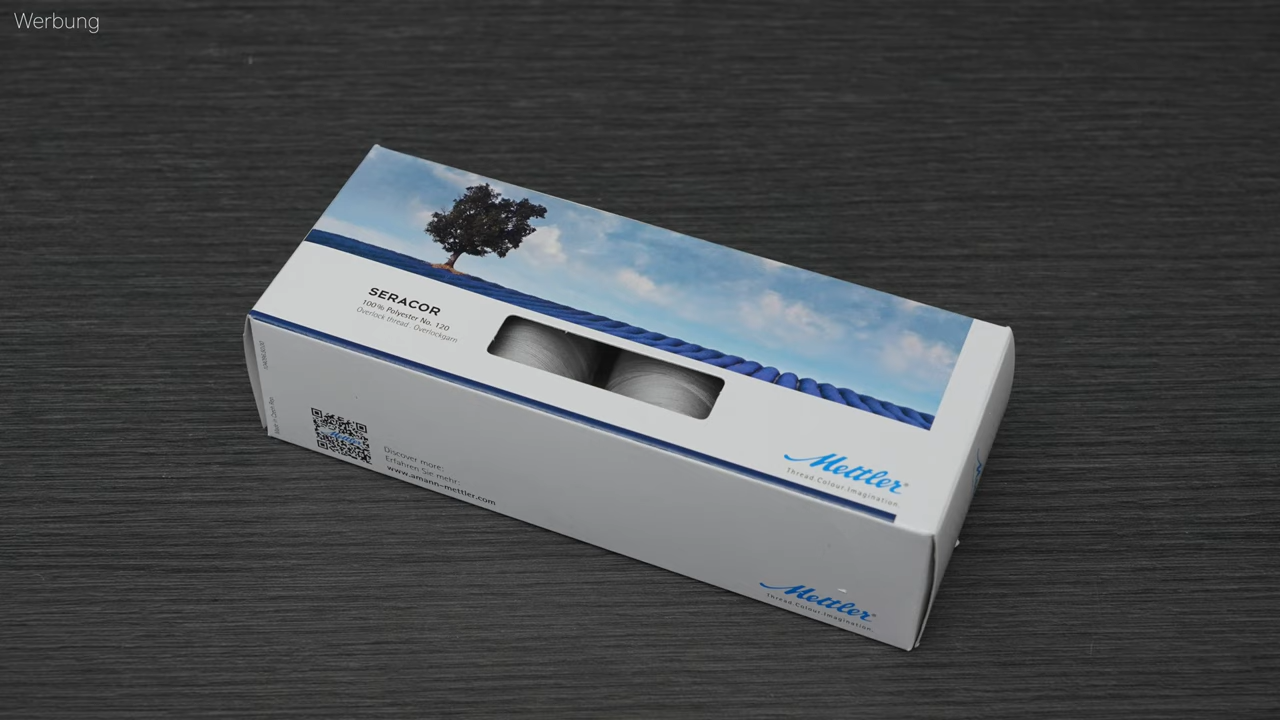 Werbung
SERACOR
100% Polyester No. 120
Overlock thread . Overlockgarn
Mettler®
Thread.Colour.Imagination.
Discover more:
Erfahren Sie mehr:
www.amann-mettler.com
Mettler®
Thread.Colour.Imagination.